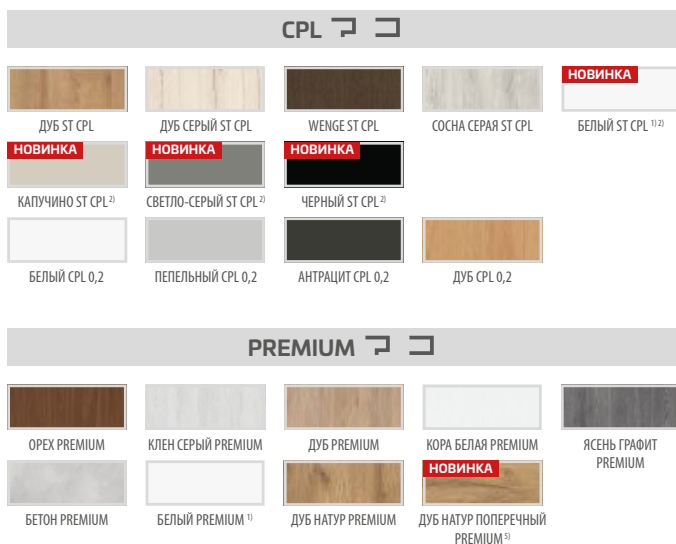 CPL
ДУБ ST CPL
ДУБ СЕРЫЙ ST CPL
WENGE ST CPL
СОСНА СЕРАЯ ST CPL
НОВИНКА
БЕЛЫЙ ST CPL 1) 2)
НОВИНКА
КАПУЧИНО ST CPL 2)
НОВИНКА
СВЕТЛО-СЕРЫЙ ST CPL 2)
НОВИНКА
ЧЕРНЫЙ ST CPL 2)
БЕЛЫЙ CPL 0,2
ПЕПЕЛЬНЫЙ CPL 0,2
АНТРАЦИТ CPL 0,2
ДУБ CPL 0,2
PREMIUM
ОРЕХ PREMIUM
КЛЕН СЕРЫЙ PREMIUM
ДУБ PREMIUM
КОРА БЕЛАЯ PREMIUM
ЯСЕНЬ ГРАФИТ
PREMIUM
БЕТОН PREMIUM
БЕЛЫЙ PREMIUM 1)
ДУБ НАТУР PREMIUM
НОВИНКА
ДУБ НАТУР ПОПЕРЕЧНЫЙ
PREMIUM 5)